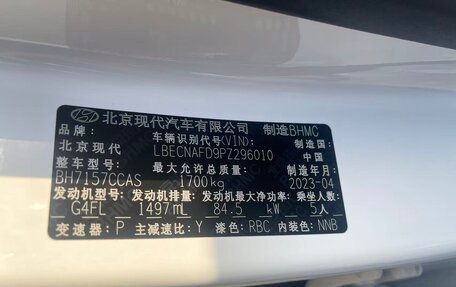 北京现代汽车有限公司 制造BHMC
品牌: 车辆识别代号(VIN): 制造国:
北京现代 LBECNAFD9PZ296010 中国
整车型号: 最大允许总质量: 制造年月:
BH7157CCAS 1700kg 2023-04
发动机型号: 发动机排量: 发动机最大净功率: 乘坐人数:
G4FL 1497mL 84.5 kW 5人
变速器: P 主减速比: Y 漆色: RBC 内装色: NNB